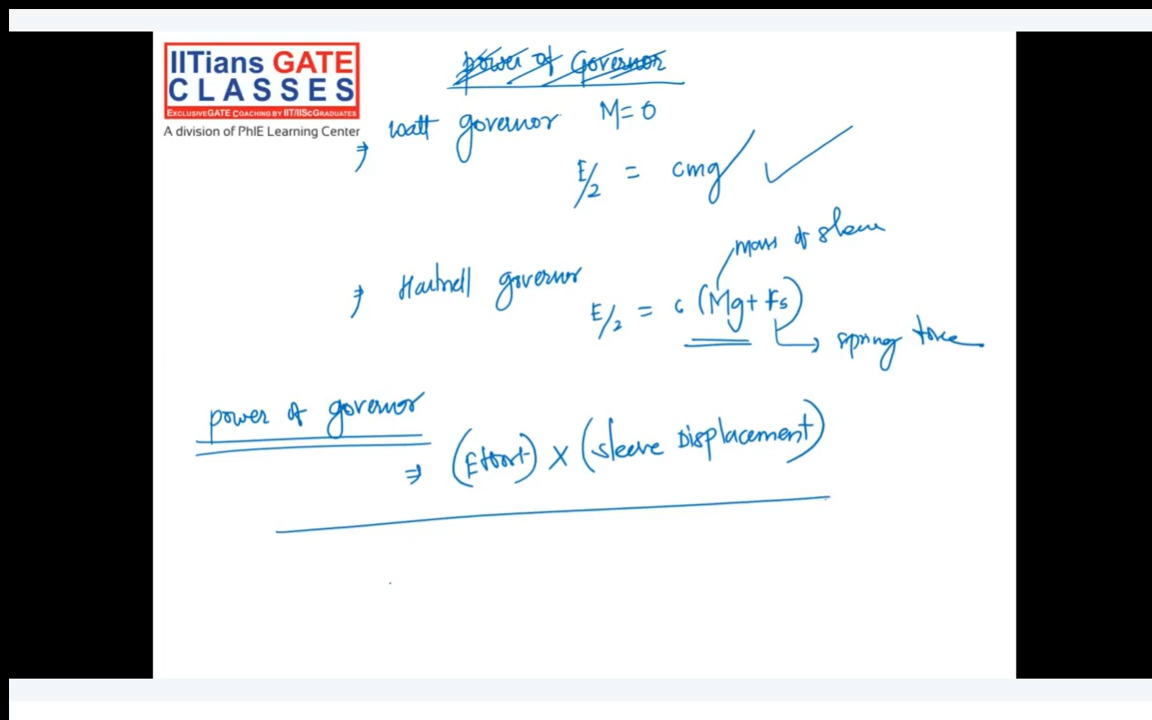 IITians GATE
CLASSES
EXCLUSIVE GATE COACHING BY IIT/IISc GRADUATES
A division of PhIE Learning Center
power of Governor
⇒ watt governor M=0
E/2 = cmg
mass of sleeve
⇒ Hartnell governor
E/2 = c (Mg+Fs)
spring force
power of governor
⇒ (Effort) × (sleeve Displacement)